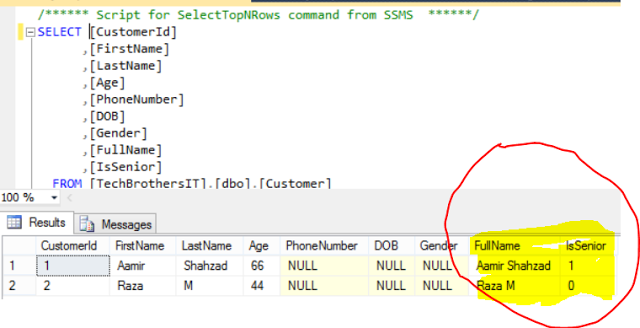 /****** Script for SelectTopNRows command from SSMS  ******/
SELECT [CustomerId]
,[FirstName]
,[LastName]
,[Age]
,[PhoneNumber]
,[DOB]
,[Gender]
,[FullName]
,[IsSenior]
FROM [TechBrothersIT].[dbo].[Customer]
100 %
Results Messages
CustomerId FirstName LastName Age PhoneNumber DOB Gender FullName IsSenior
1 1 Aamir Shahzad 66 NULL NULL NULL Aamir Shahzad 1
2 2 Raza M 44 NULL NULL NULL Raza M 0